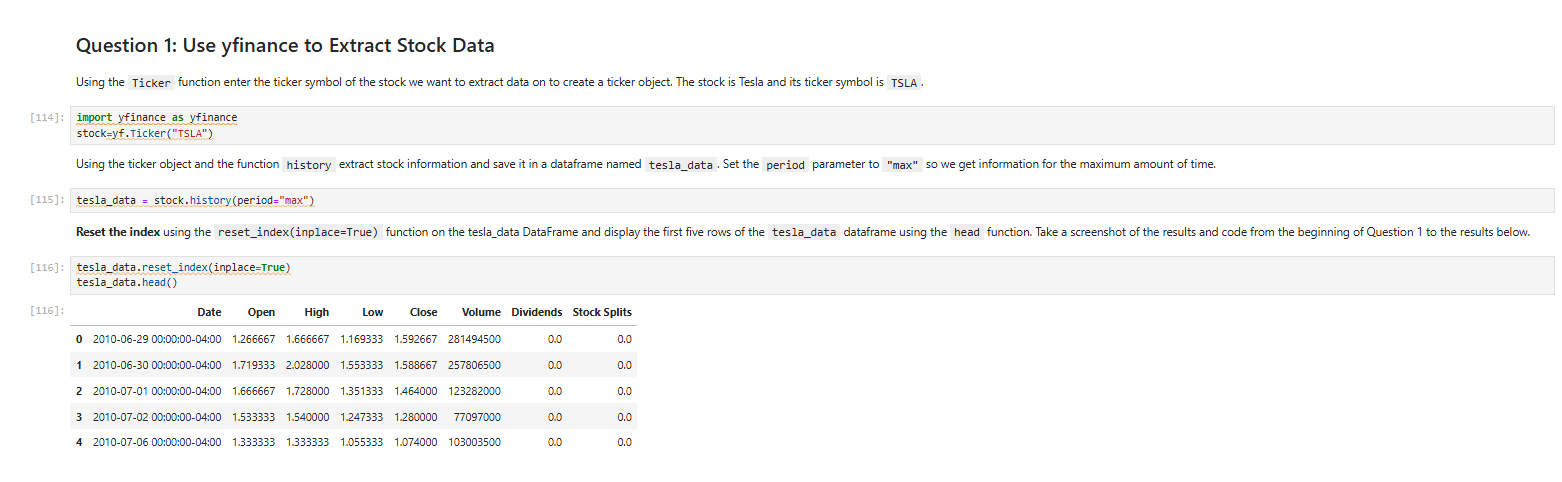 Question 1: Use yfinance to Extract Stock Data
Using the Ticker function enter the ticker symbol of the stock we want to extract data on to create a ticker object. The stock is Tesla and its ticker symbol is TSLA .
[114]: import yfinance as yfinance
stock=yf.Ticker("TSLA")
Using the ticker object and the function history extract stock information and save it in a dataframe named tesla_data . Set the period parameter to "max" so we get information for the maximum amount of time.
[115]: tesla_data = stock.history(period="max")
Reset the index using the reset_index(inplace=True) function on the tesla_data DataFrame and display the first five rows of the tesla_data dataframe using the head function. Take a screenshot of the results and code from the beginning of Question 1 to the results below.
[116]: tesla_data.reset_index(inplace=True)
tesla_data.head()
[116]: Date Open High Low Close Volume Dividends Stock Splits
0 2010-06-29 00:00:00-04:00 1.266667 1.666667 1.169333 1.592667 281494500 0.0 0.0
1 2010-06-30 00:00:00-04:00 1.719333 2.028000 1.553333 1.588667 257806500 0.0 0.0
2 2010-07-01 00:00:00-04:00 1.666667 1.728000 1.351333 1.464000 123282000 0.0 0.0
3 2010-07-02 00:00:00-04:00 1.533333 1.540000 1.247333 1.280000 77097000 0.0 0.0
4 2010-07-06 00:00:00-04:00 1.333333 1.333333 1.055333 1.074000 103003500 0.0 0.0